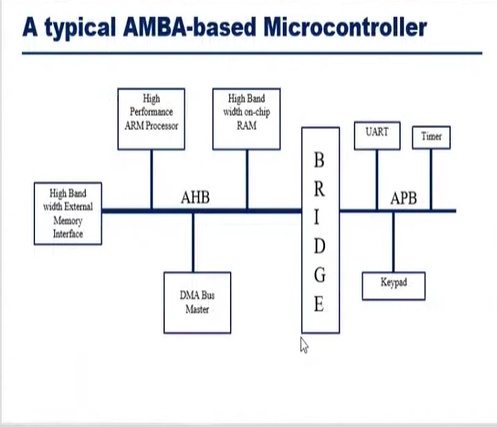 A typical AMBA-based Microcontroller
High
Performance
ARM Processor
High Band
width on-chip
RAM
B
R
I
D
G
E
UART
Timer
High Band
width External
Memory
Interface
AHB
APB
DMA Bus
Master
Keypad